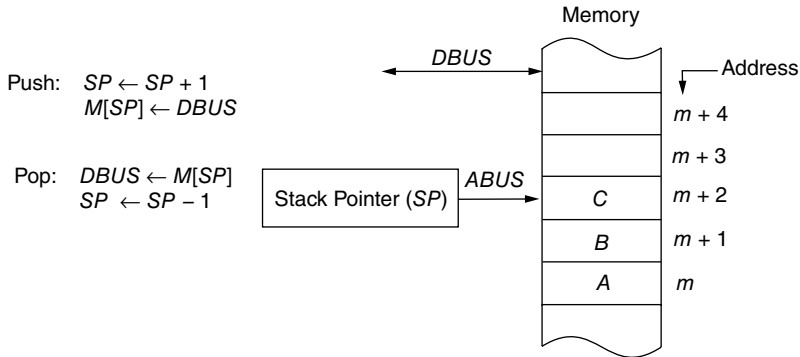 Memory
DBUS
Address
Push: SP ← SP + 1
M[SP] ← DBUS
m + 4
m + 3
Pop: DBUS ← M[SP]
SP ← SP − 1
Stack Pointer (SP)
ABUS
C
m + 2
B
m + 1
A
m